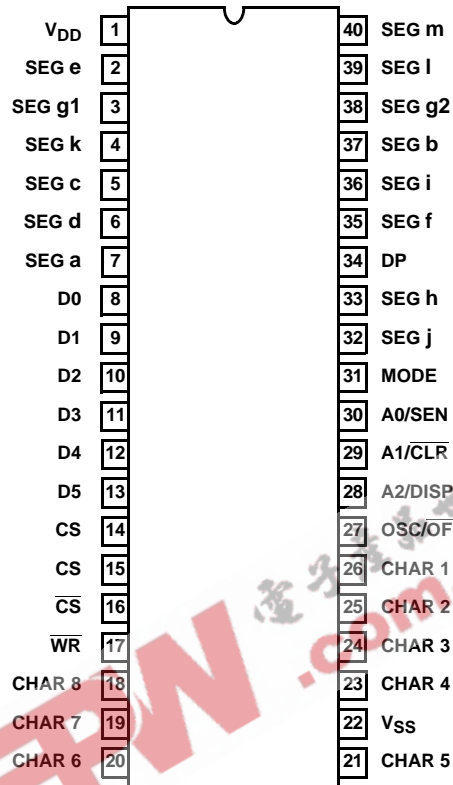 VDD 1 40 SEG m
SEG e 2 39 SEG l
SEG g1 3 38 SEG g2
SEG k 4 37 SEG b
SEG c 5 36 SEG i
SEG d 6 35 SEG f
SEG a 7 34 DP
D0 8 33 SEG h
D1 9 32 SEG j
D2 10 31 MODE
D3 11 30 A0/SEN
D4 12 29 A1/C̅L̅R̅
D5 13 28 A2/DISP
CS 14 27 OSC/O̅F̅
CS 15 26 CHAR 1
C̅S̅ 16 25 CHAR 2
W̅R̅ 17 24 CHAR 3
CHAR 8 18 23 CHAR 4
CHAR 7 19 22 VSS
CHAR 6 20 21 CHAR 5
.com